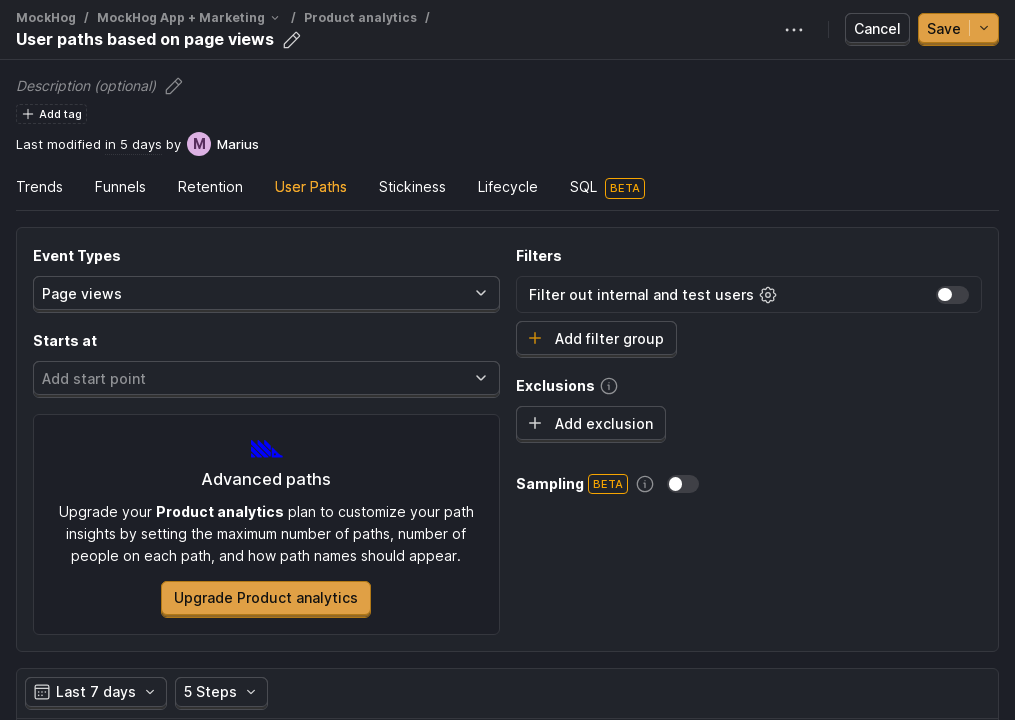 MockHog / MockHog App + Marketing / Product analytics /
User paths based on page views
Cancel
Save
Description (optional)
Add tag
Last modified in 5 days by M Marius
Trends Funnels Retention User Paths Stickiness Lifecycle SQL BETA
Event Types
Page views
Starts at
Add start point
Advanced paths
Upgrade your Product analytics plan to customize your path
insights by setting the maximum number of paths, number of
people on each path, and how path names should appear.
Upgrade Product analytics
Filters
Filter out internal and test users
Add filter group
Exclusions
Add exclusion
Sampling BETA
Last 7 days
5 Steps